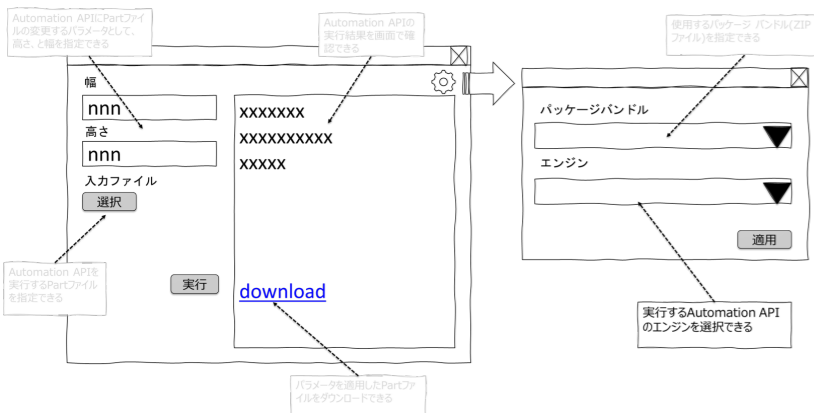 Automation APIにPartファイ
ルの変更するパラメータとして、
高さ、と幅を指定できる
Automation APIの
実行結果を画面で確
認できる
使用するパッケージ バンドル(ZIP
ファイル)を指定できる
幅
nnn
高さ
nnn
入力ファイル
選択
xxxxxxx
xxxxxxxxxx
xxxxx
パッケージバンドル
エンジン
適用
Automation APIを
実行するPartファイル
を指定できる
実行
download
実行するAutomation API
のエンジンを選択できる
パラメータを適用したPartファ
イルをダウンロードできる